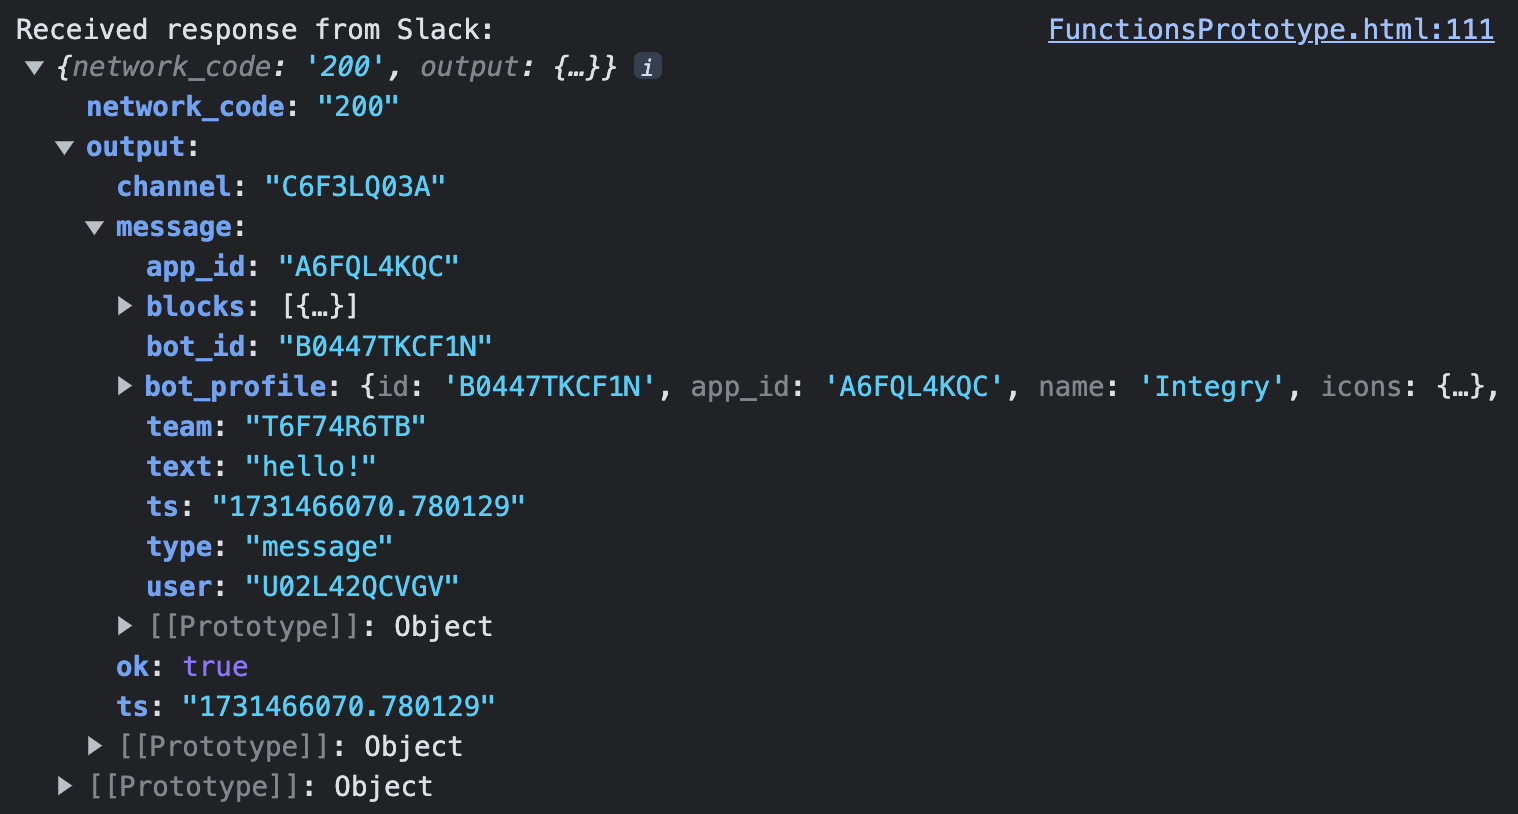 Received response from Slack: FunctionsPrototype.html:111
▼ {network_code: '200', output: {…}} i
network_code: "200"
▼ output:
channel: "C6F3LQ03A"
▼ message:
app_id: "A6FQL4KQC"
▶ blocks: [{…}]
bot_id: "B0447TKCF1N"
▶ bot_profile: {id: 'B0447TKCF1N', app_id: 'A6FQL4KQC', name: 'Integry', icons: {…},
team: "T6F74R6TB"
text: "hello!"
ts: "1731466070.780129"
type: "message"
user: "U02L42QCVGV"
▶ [[Prototype]]: Object
ok: true
ts: "1731466070.780129"
▶ [[Prototype]]: Object
▶ [[Prototype]]: Object